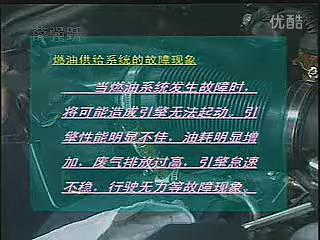 薛强跃
优酷
燃油供给系统的故障现象
当燃油系统发生故障时，
将可能造成引擎无法起动、引
擎性能明显不佳，油耗明显增
加，废气排放过高，引擎怠速
不稳，行驶无力等故障现象。